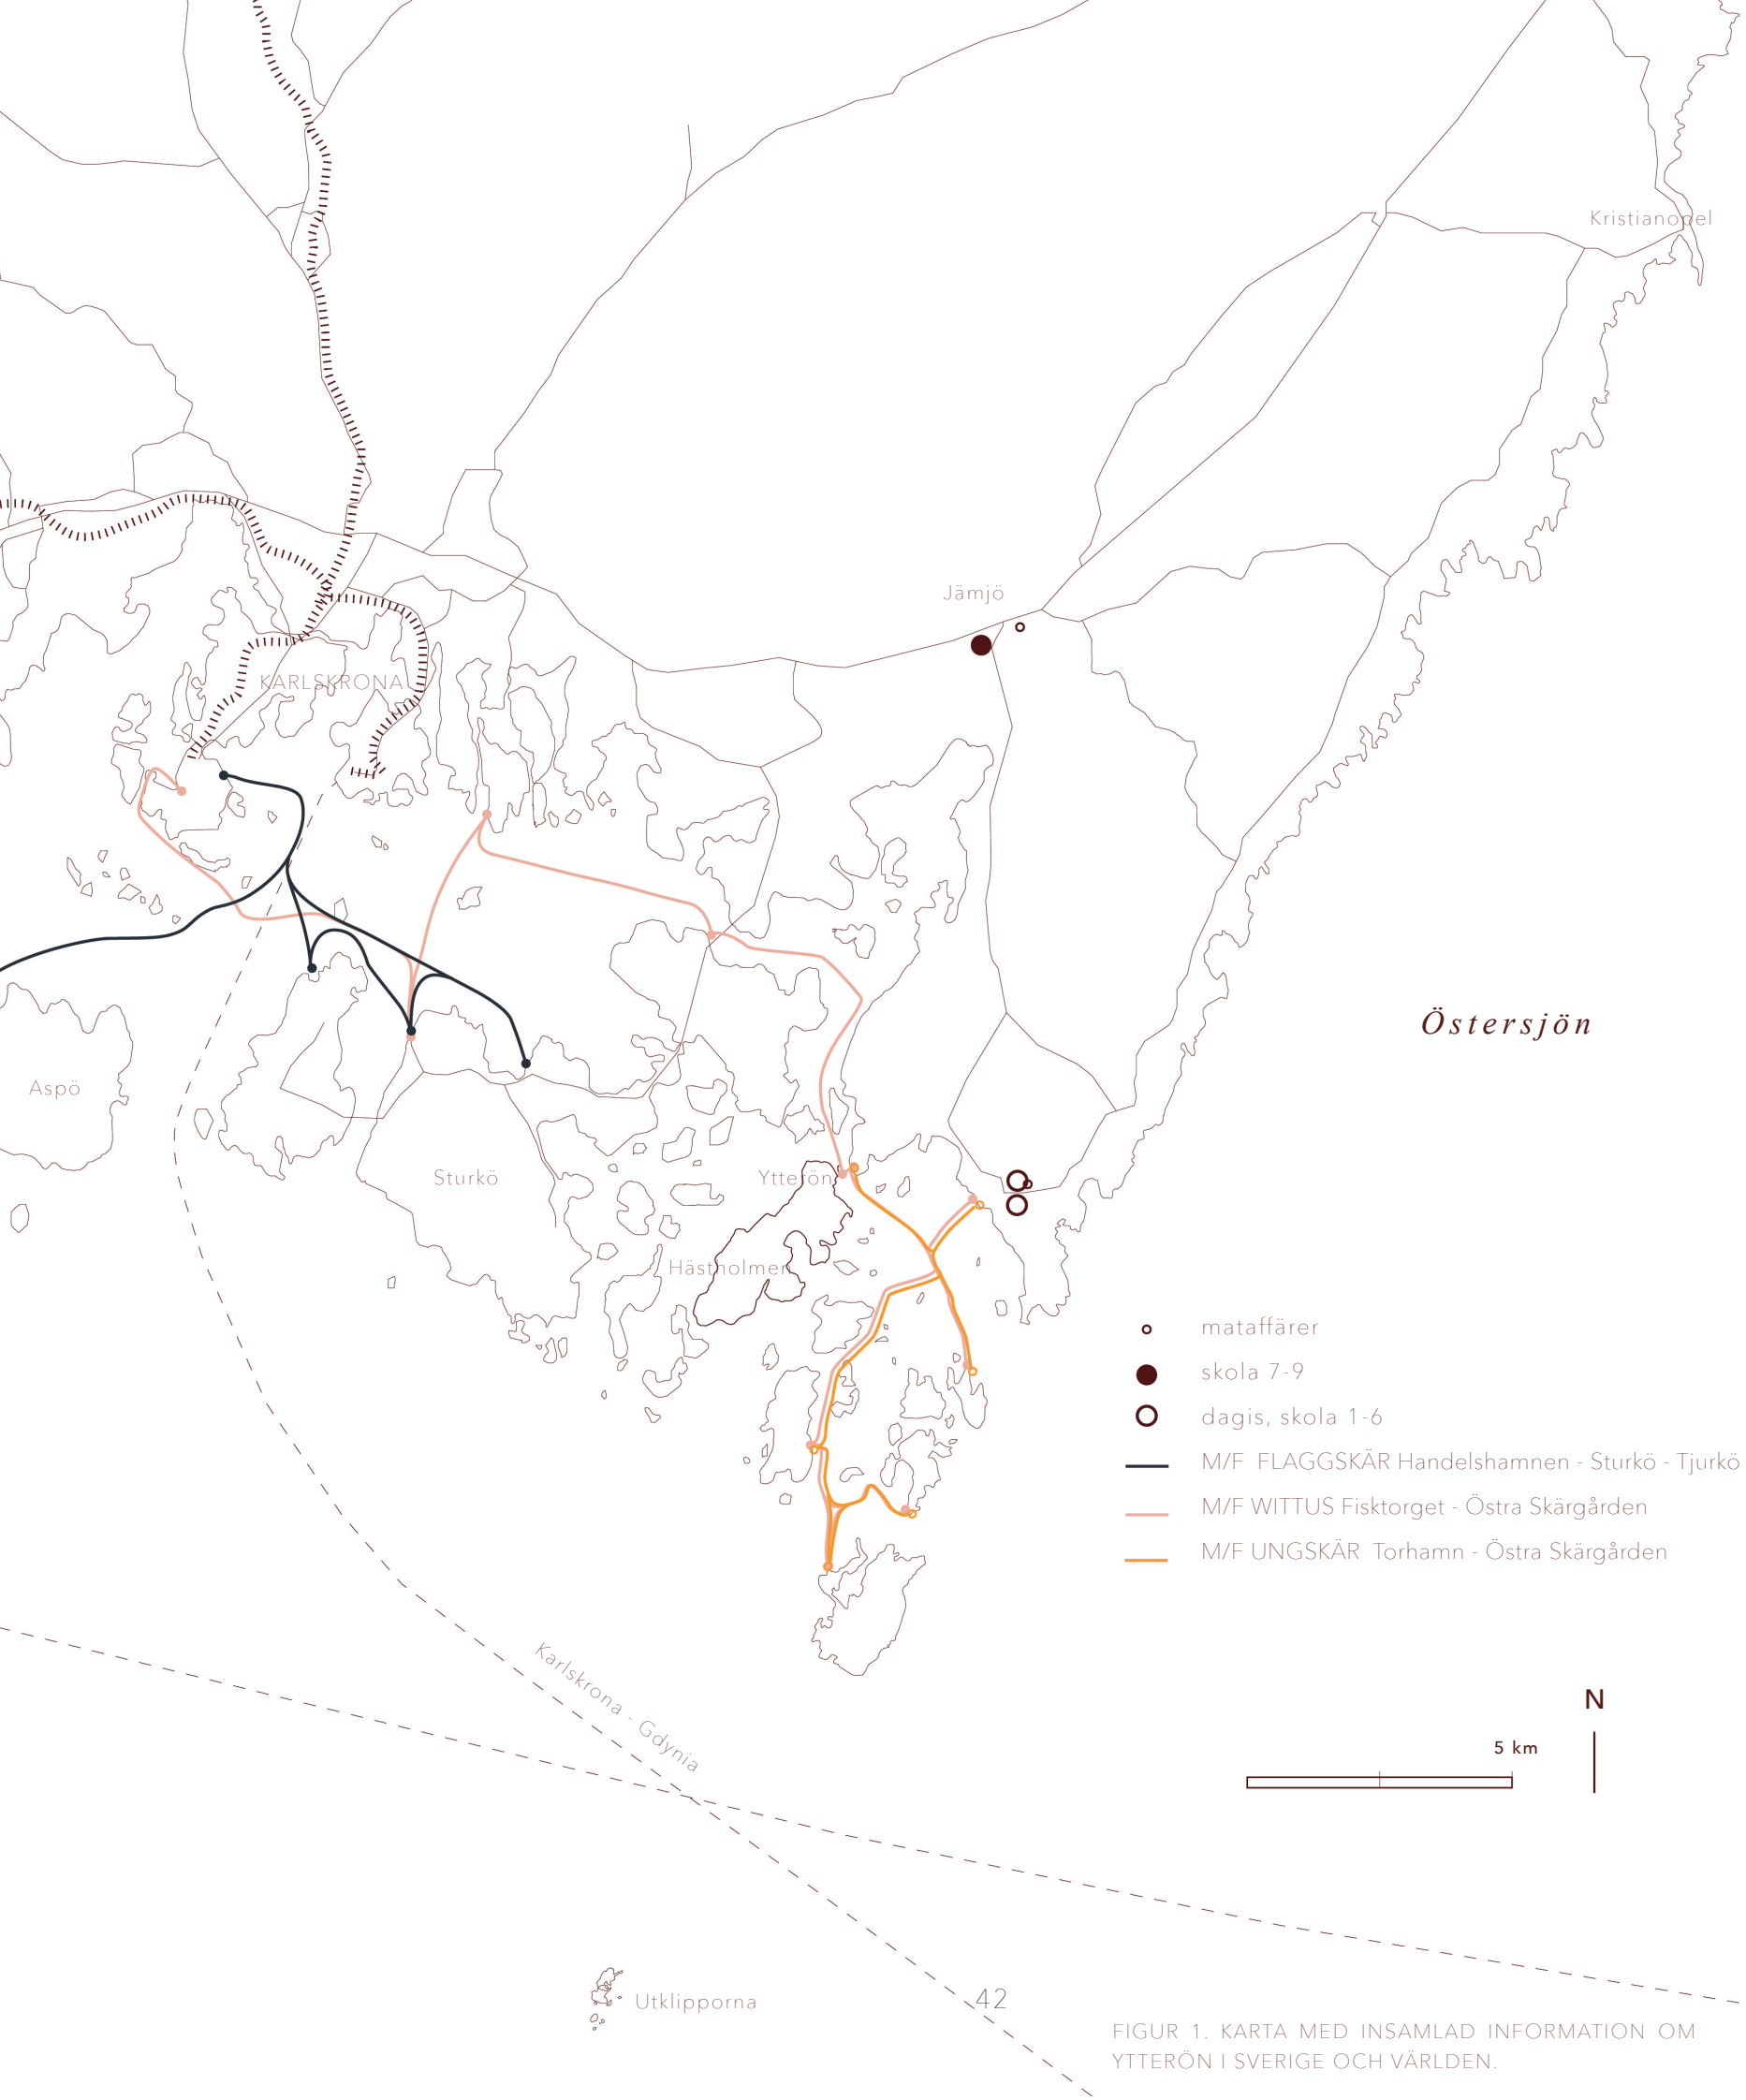 Kristianopel
Jämjö
KARLSKRONA
Östersjön
Aspö
Sturkö
Ytterön
Hästholmen
mataffärer
skola 7-9
dagis, skola 1-6
M/F FLAGGSKÄR Handelshamnen - Sturkö - Tjurkö
M/F WITTUS Fisktorget - Östra Skärgården
M/F UNGSKÄR Torhamn - Östra Skärgården
Karlskrona - Gdynia
N
5 km
Utklipporna
42
FIGUR 1. KARTA MED INSAMLAD INFORMATION OM
YTTERÖN I SVERIGE OCH VÄRLDEN.